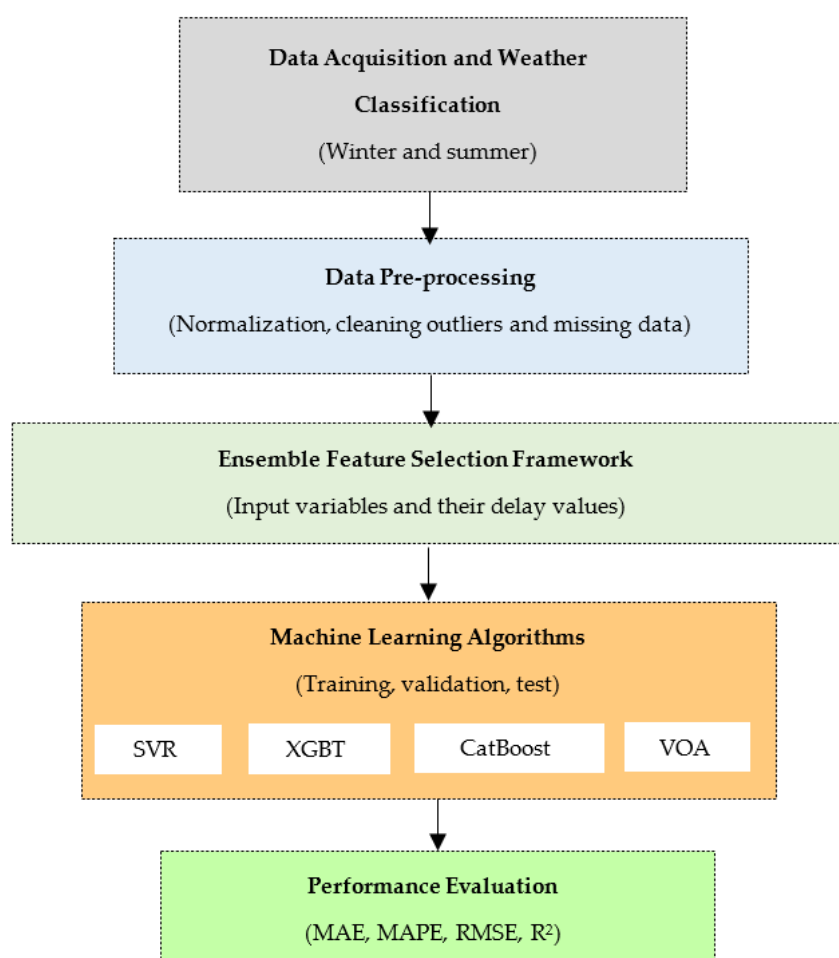 Data Acquisition and Weather
Classification
(Winter and summer)
Data Pre-processing
(Normalization, cleaning outliers and missing data)
Ensemble Feature Selection Framework
(Input variables and their delay values)
Machine Learning Algorithms
(Training, validation, test)
SVR XGBT CatBoost VOA
Performance Evaluation
(MAE, MAPE, RMSE, R²)